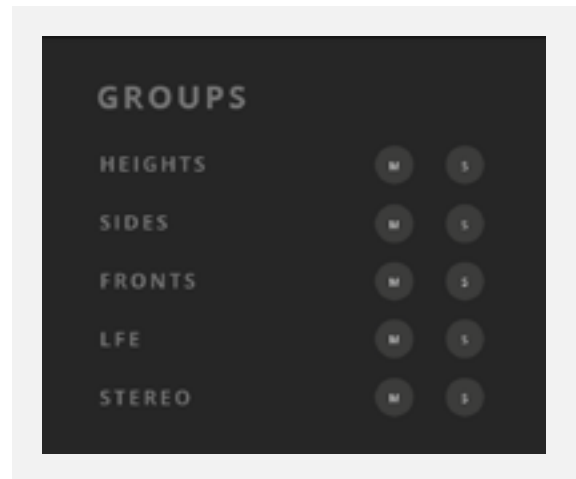 GROUPS
HEIGHTS M S
SIDES M S
FRONTS M S
LFE M S
STEREO M S